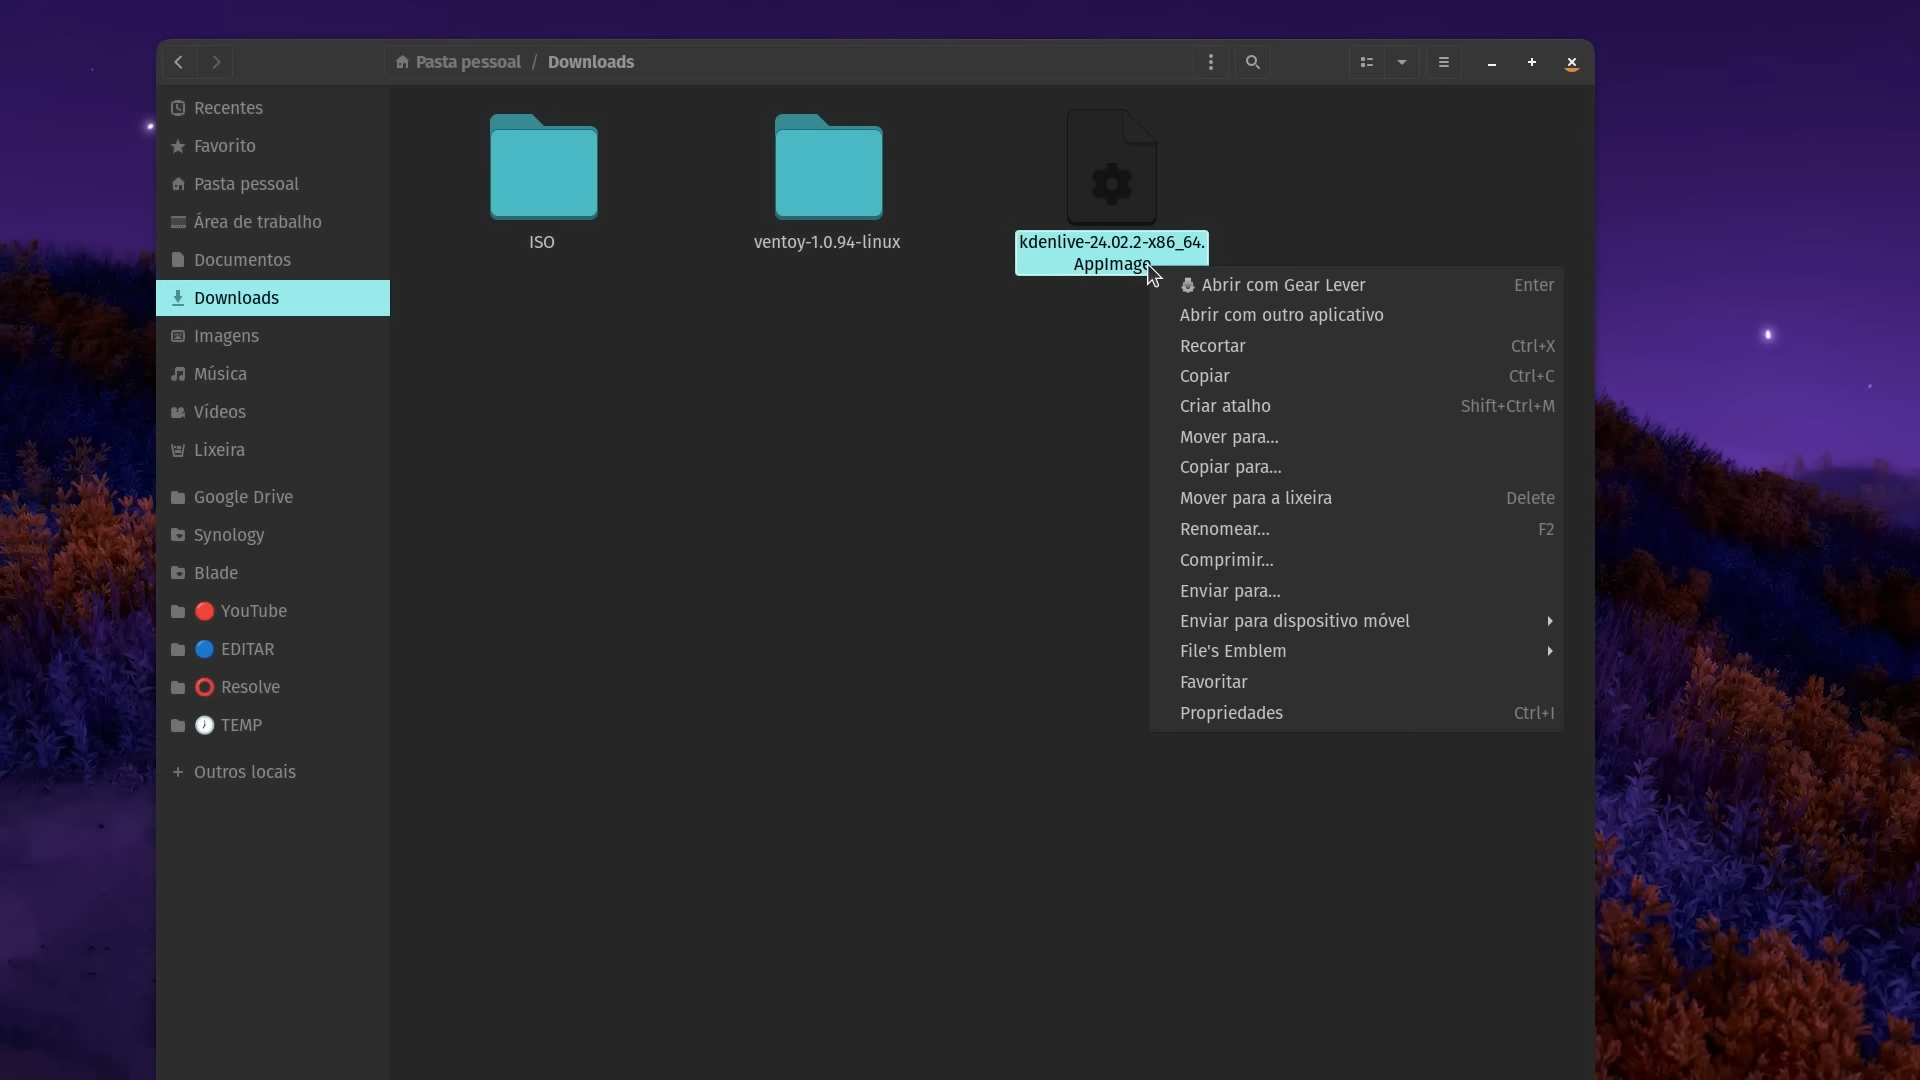 Pasta pessoal / Downloads
Recentes
Favorito
Pasta pessoal
Área de trabalho
Documentos
Downloads
Imagens
Música
Vídeos
Lixeira
Google Drive
Synology
Blade
YouTube
EDITAR
Resolve
TEMP
+ Outros locais
ISO
ventoy-1.0.94-linux
kdenlive-24.02.2-x86_64.
AppImage
Abrir com Gear Lever Enter
Abrir com outro aplicativo
Recortar Ctrl+X
Copiar Ctrl+C
Criar atalho Shift+Ctrl+M
Mover para...
Copiar para...
Mover para a lixeira Delete
Renomear... F2
Comprimir...
Enviar para...
Enviar para dispositivo móvel
File's Emblem
Favoritar
Propriedades Ctrl+I